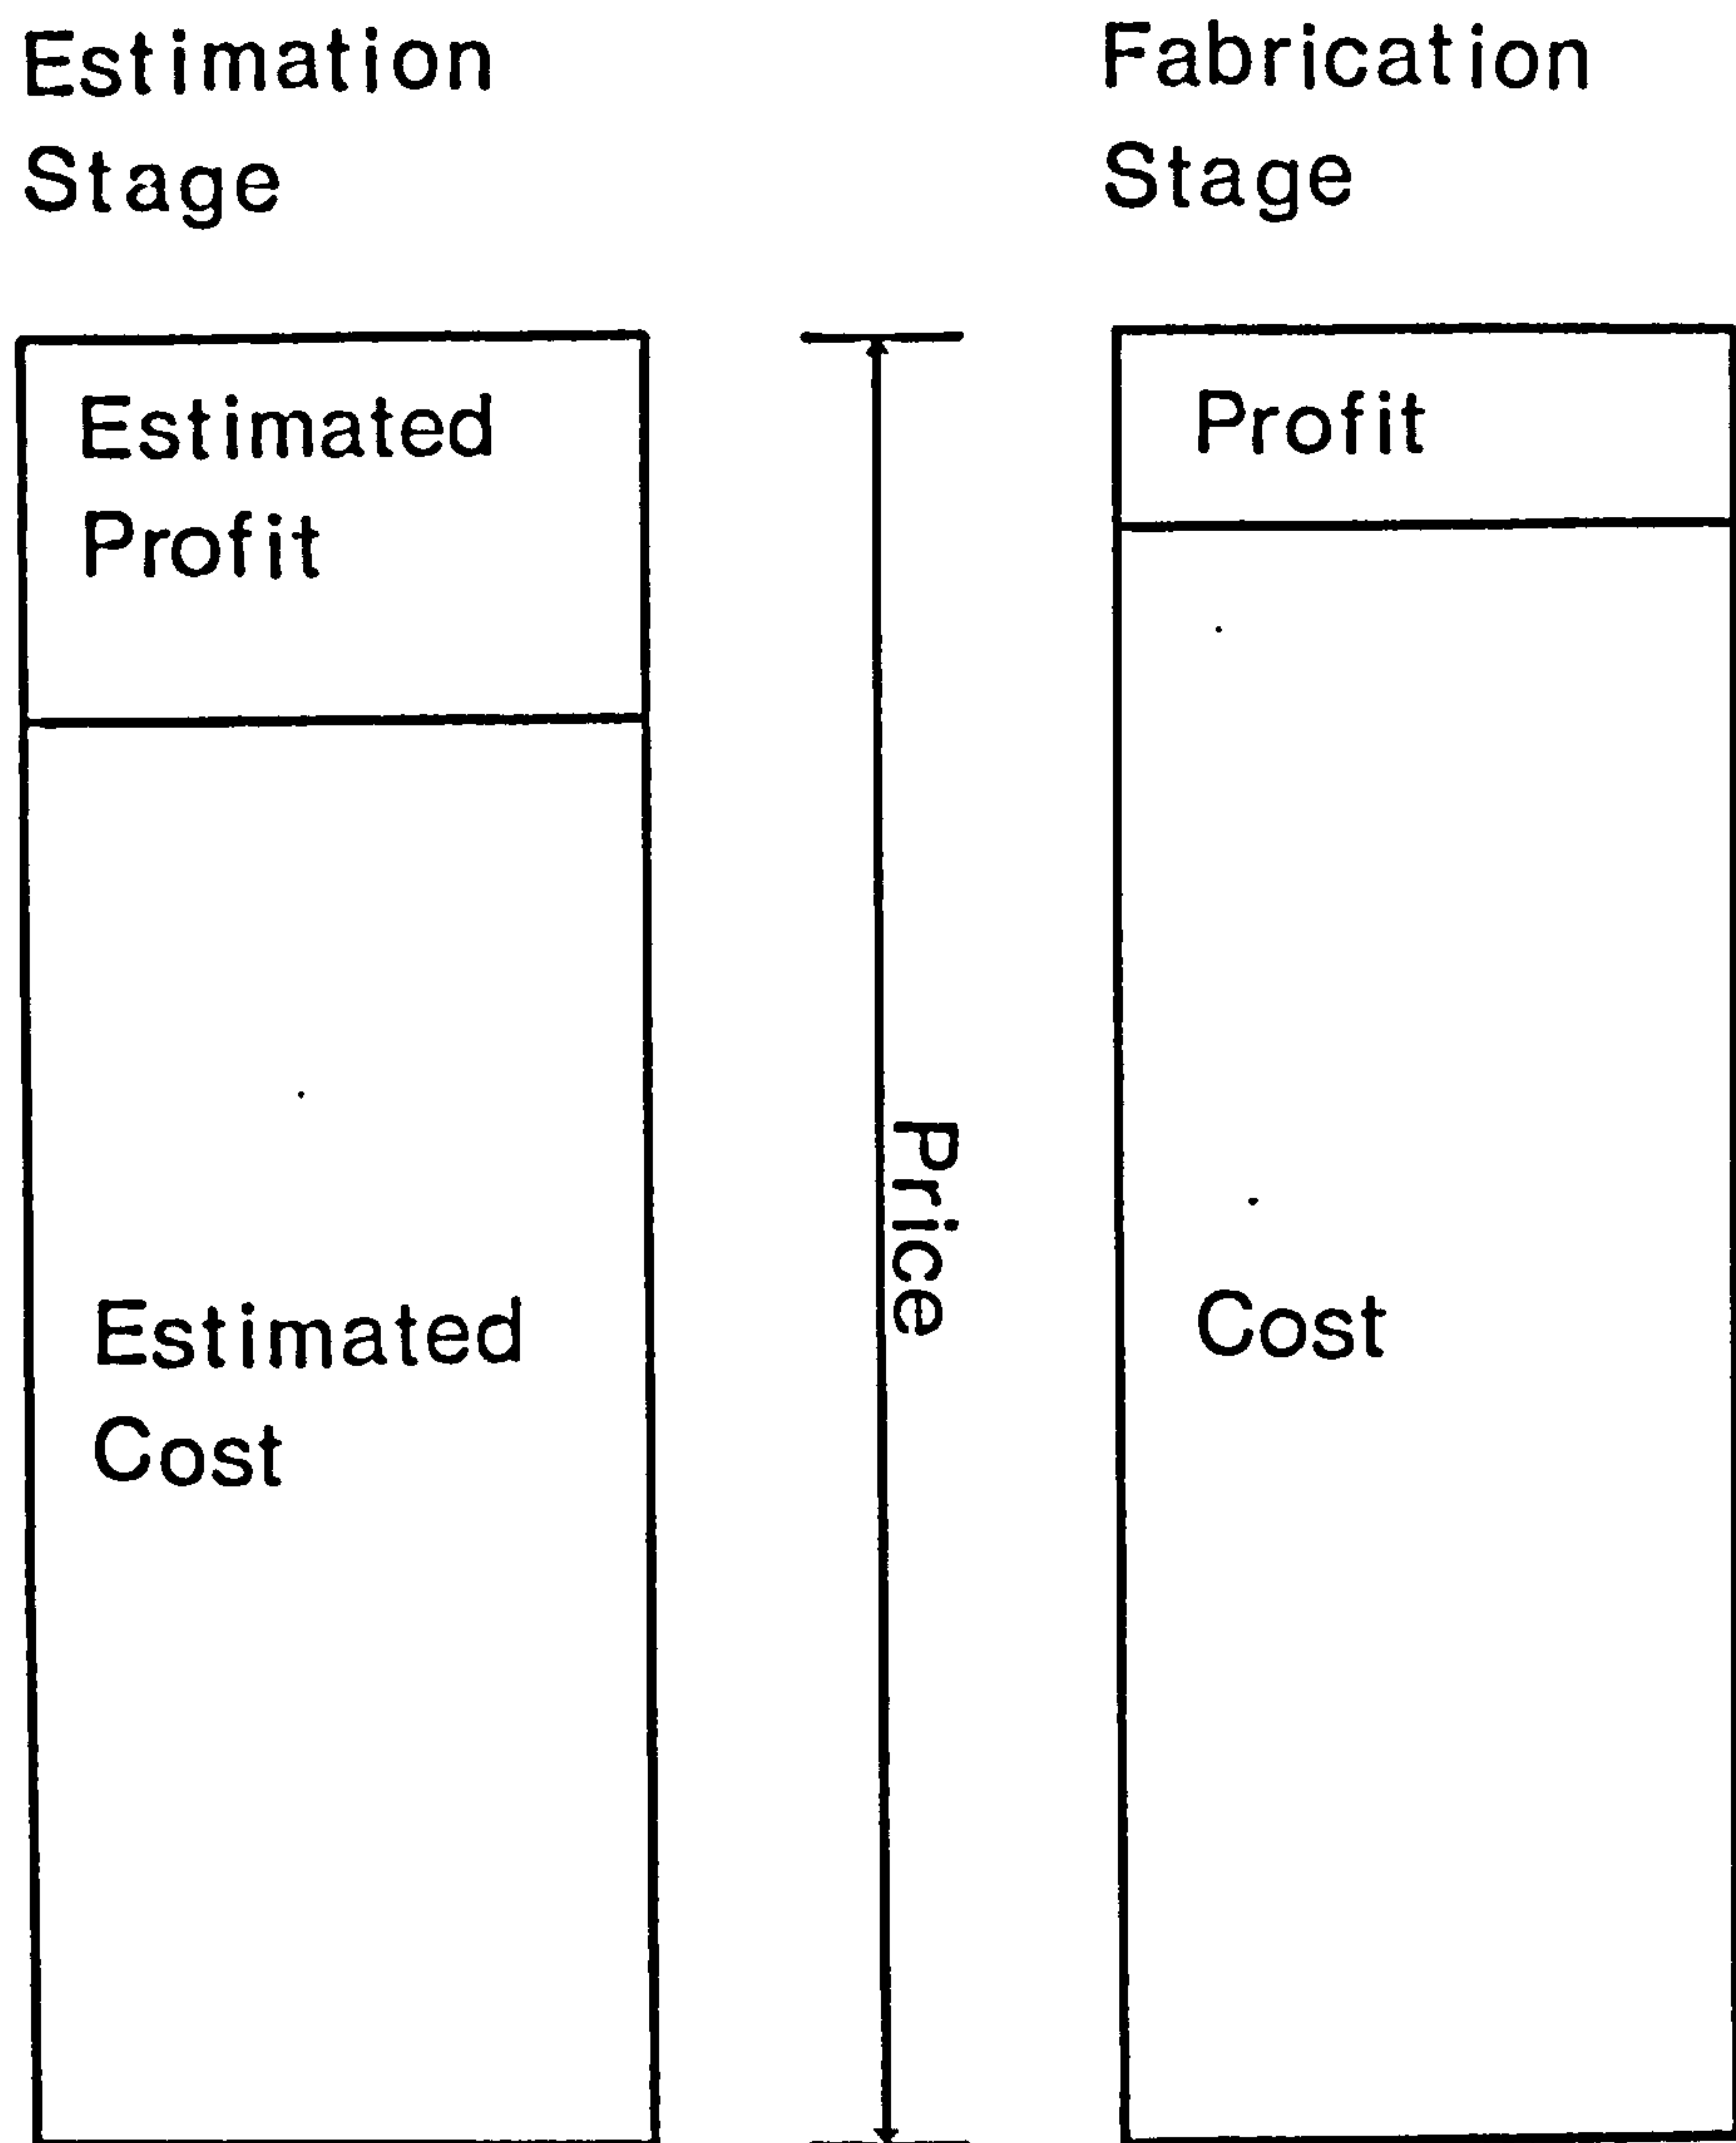 Estimation
Stage
Fabrication
Stage
Estimated
Profit
Profit
Price
Estimated
Cost
Cost